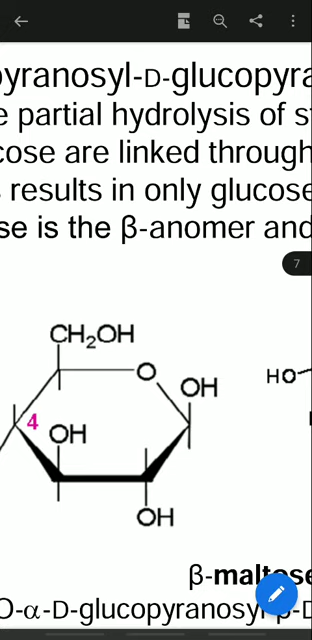 pyranosyl-D-glucopyra
e partial hydrolysis of s
cose are linked through
results in only glucose
se is the β-anomer and
7
CH₂OH
O
OH
HO
4
OH
OH
β-maltose
O-α-D-glucopyranosyl-β-D